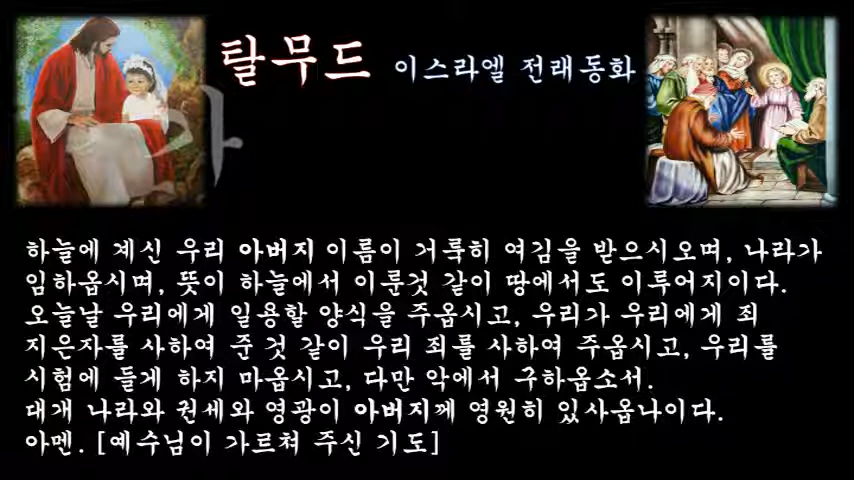 탈무드 이스라엘 전래동화
라
하늘에 계신 우리 아버지 이름이 거룩히 여김을 받으시오며, 나라가
임하옵시며, 뜻이 하늘에서 이룬것 같이 땅에서도 이루어지이다.
오늘날 우리에게 일용할 양식을 주옵시고, 우리가 우리에게 죄
지은자를 사하여 준 것 같이 우리 죄를 사하여 주옵시고, 우리를
시험에 들게 하지 마옵시고, 다만 악에서 구하옵소서.
대개 나라와 권세와 영광이 아버지께 영원히 있사옵나이다.
아멘. [예수님이 가르쳐 주신 기도]